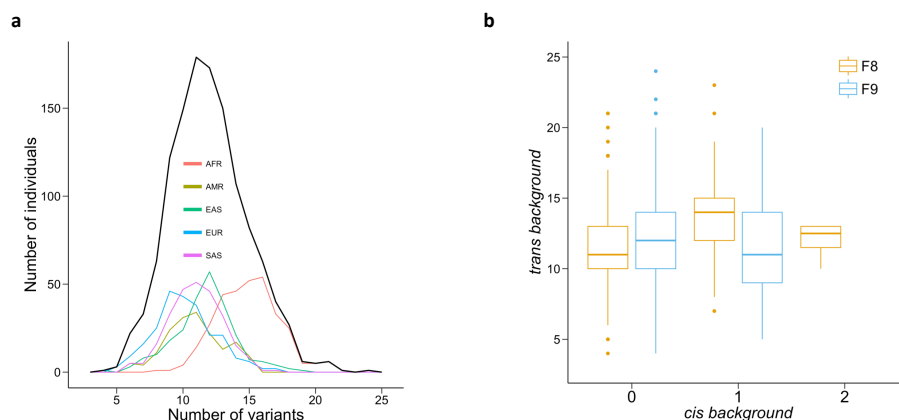 a
Number of individuals
150
100
50
0
AFR
AMR
EAS
EUR
SAS
5
10
15
20
25
Number of variants
b
trans background
25
20
15
10
5
F8
F9
0
1
2
cis background